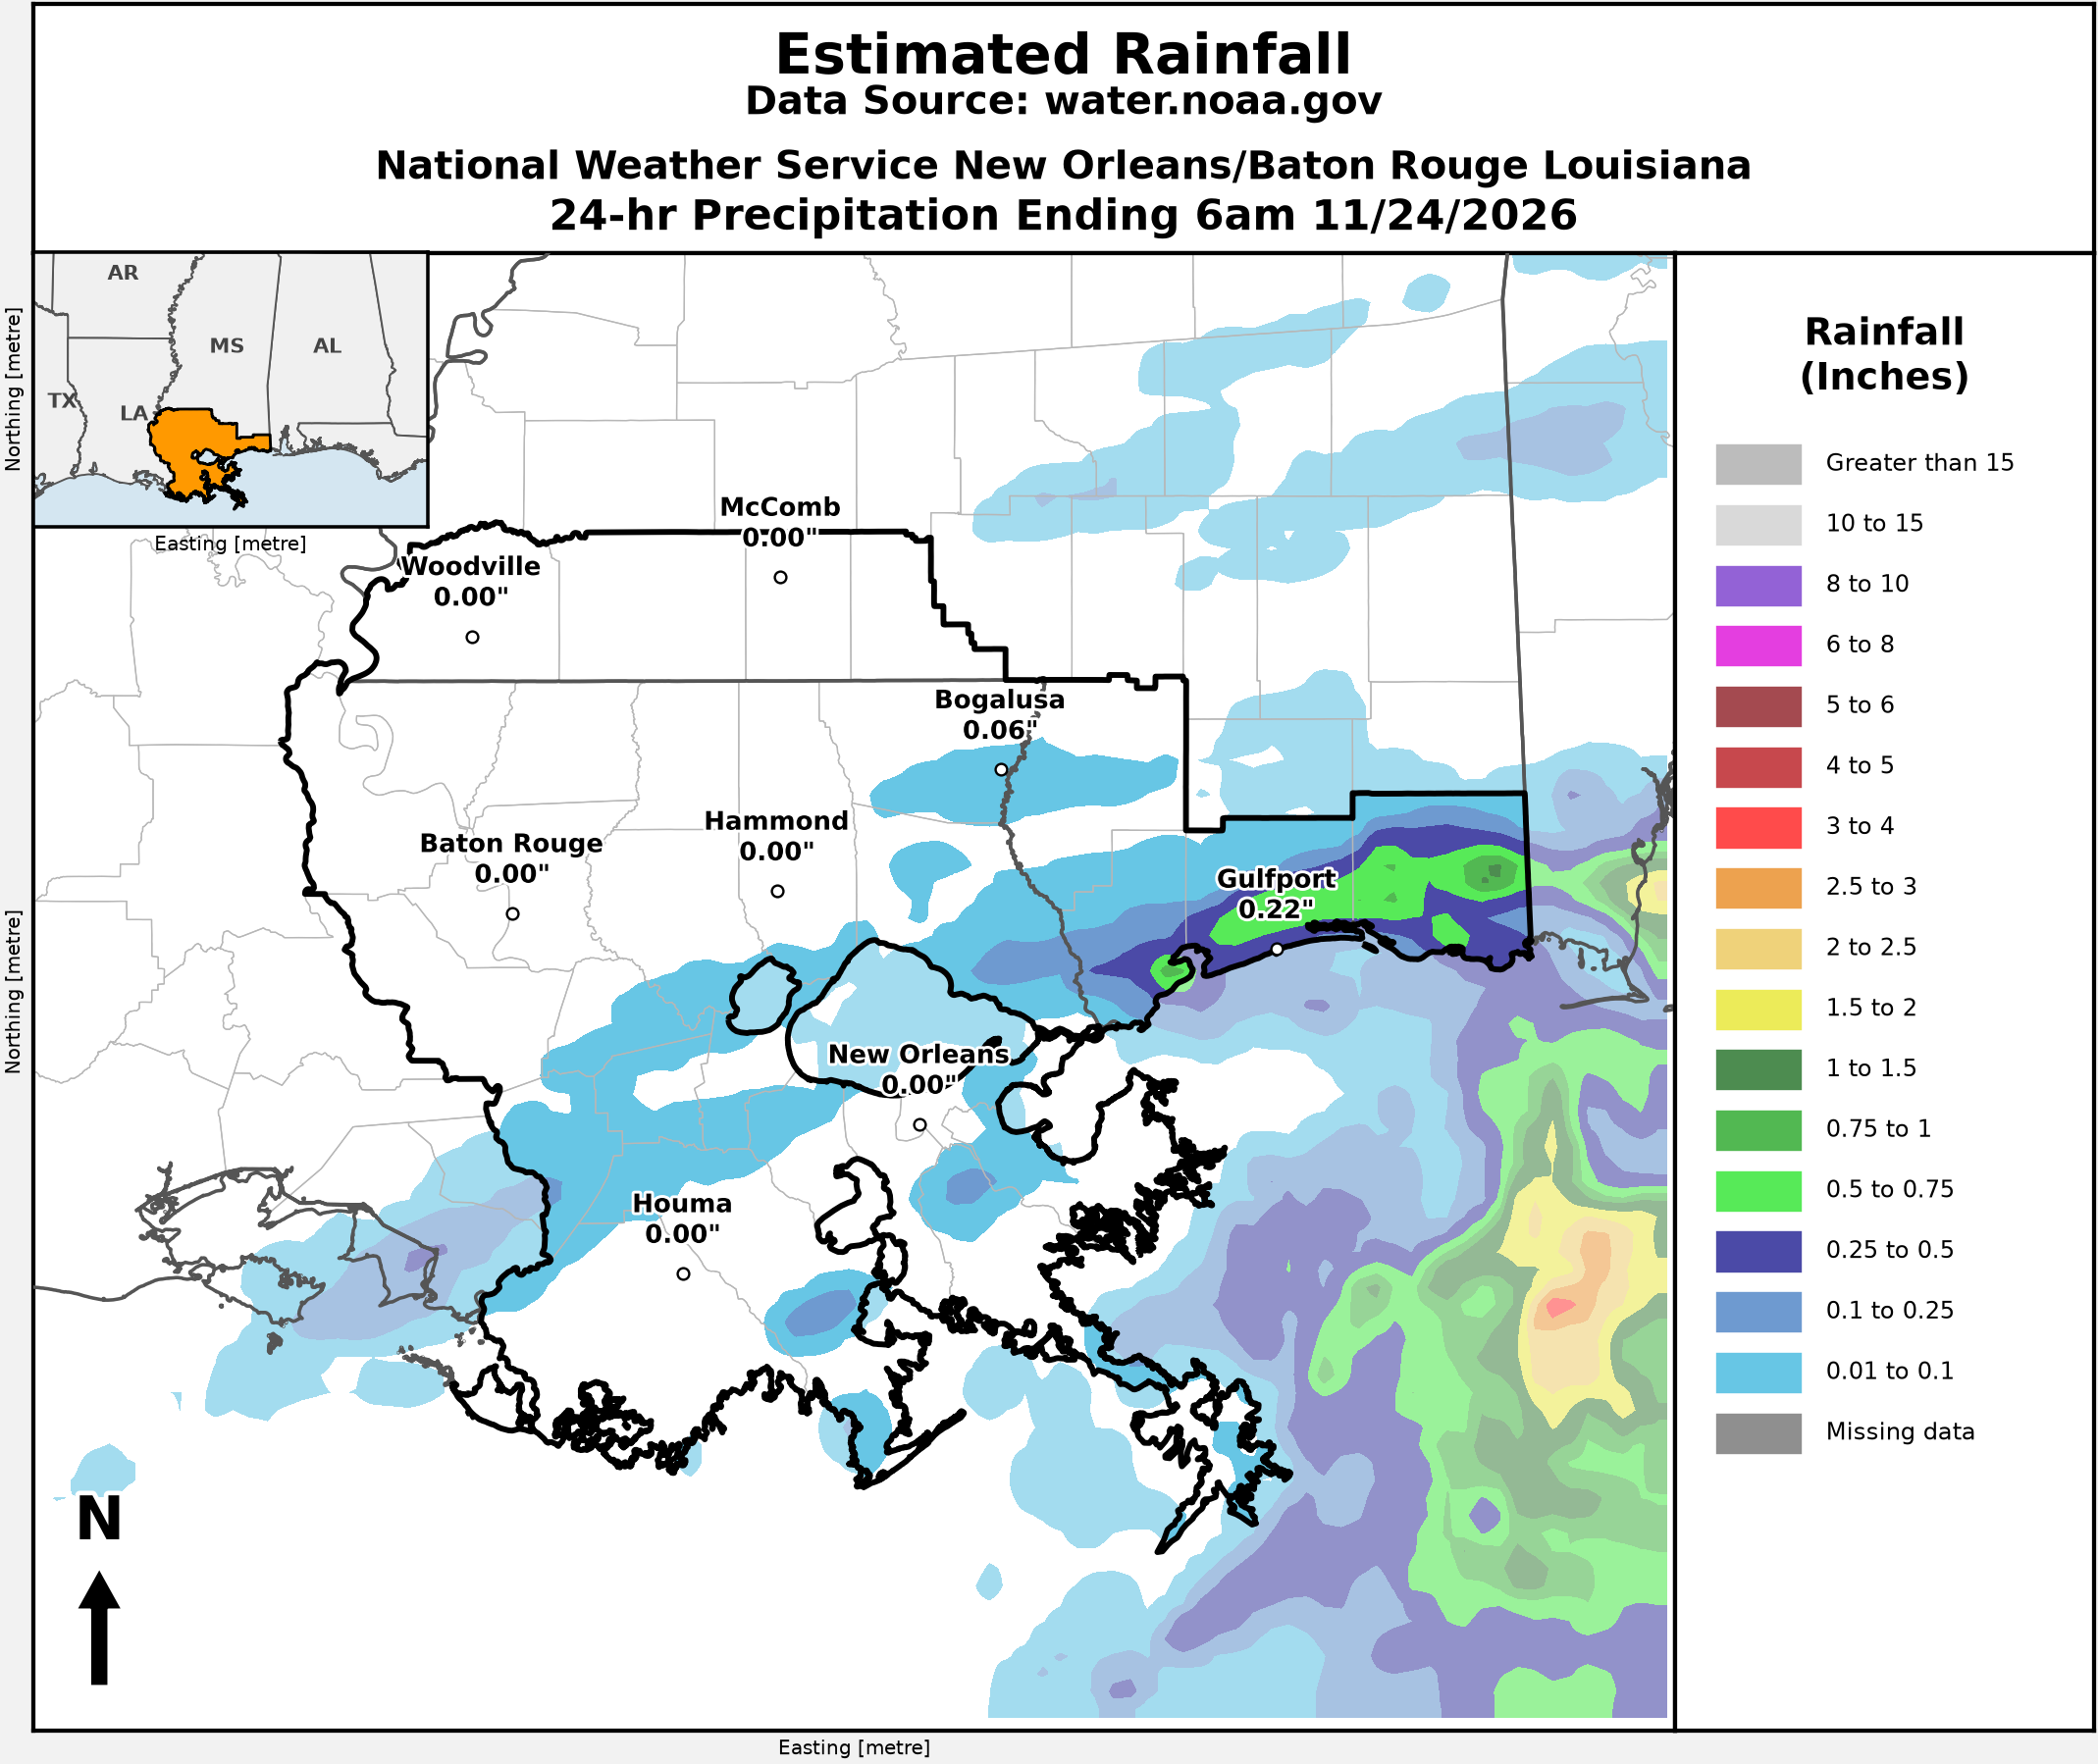 Estimated Rainfall
Data Source: water.noaa.gov
National Weather Service New Orleans/Baton Rouge Louisiana
24-hr Precipitation Ending 6am 11/24/2026
Northing [metre]
AR
MS
AL
TX
LA
Easting [metre]
McComb
0.00"
Woodville
0.00"
Bogalusa
0.06"
Hammond
0.00"
Baton Rouge
0.00"
Gulfport
0.22"
New Orleans
0.00"
Houma
0.00"
N
Northing [metre]
Easting [metre]
Rainfall
(Inches)
Greater than 15
10 to 15
8 to 10
6 to 8
5 to 6
4 to 5
3 to 4
2.5 to 3
2 to 2.5
1.5 to 2
1 to 1.5
0.75 to 1
0.5 to 0.75
0.25 to 0.5
0.1 to 0.25
0.01 to 0.1
Missing data